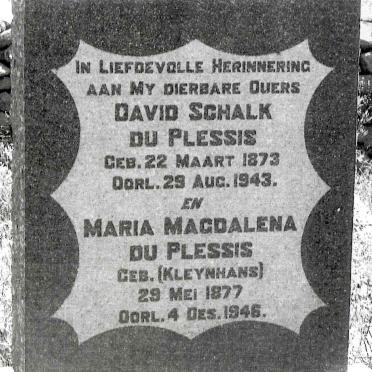 IN LIEFDEVOLLE HERINNERING
AAN MY DIERBARE OUERS
DAVID SCHALK
DU PLESSIS
GEB. 22 MAART 1873
OORL. 29 AUG. 1943.
EN
MARIA MAGDALENA
DU PLESSIS
GEB. (KLEYNHANS)
29 MEI 1877
OORL. 4 DES. 1946.